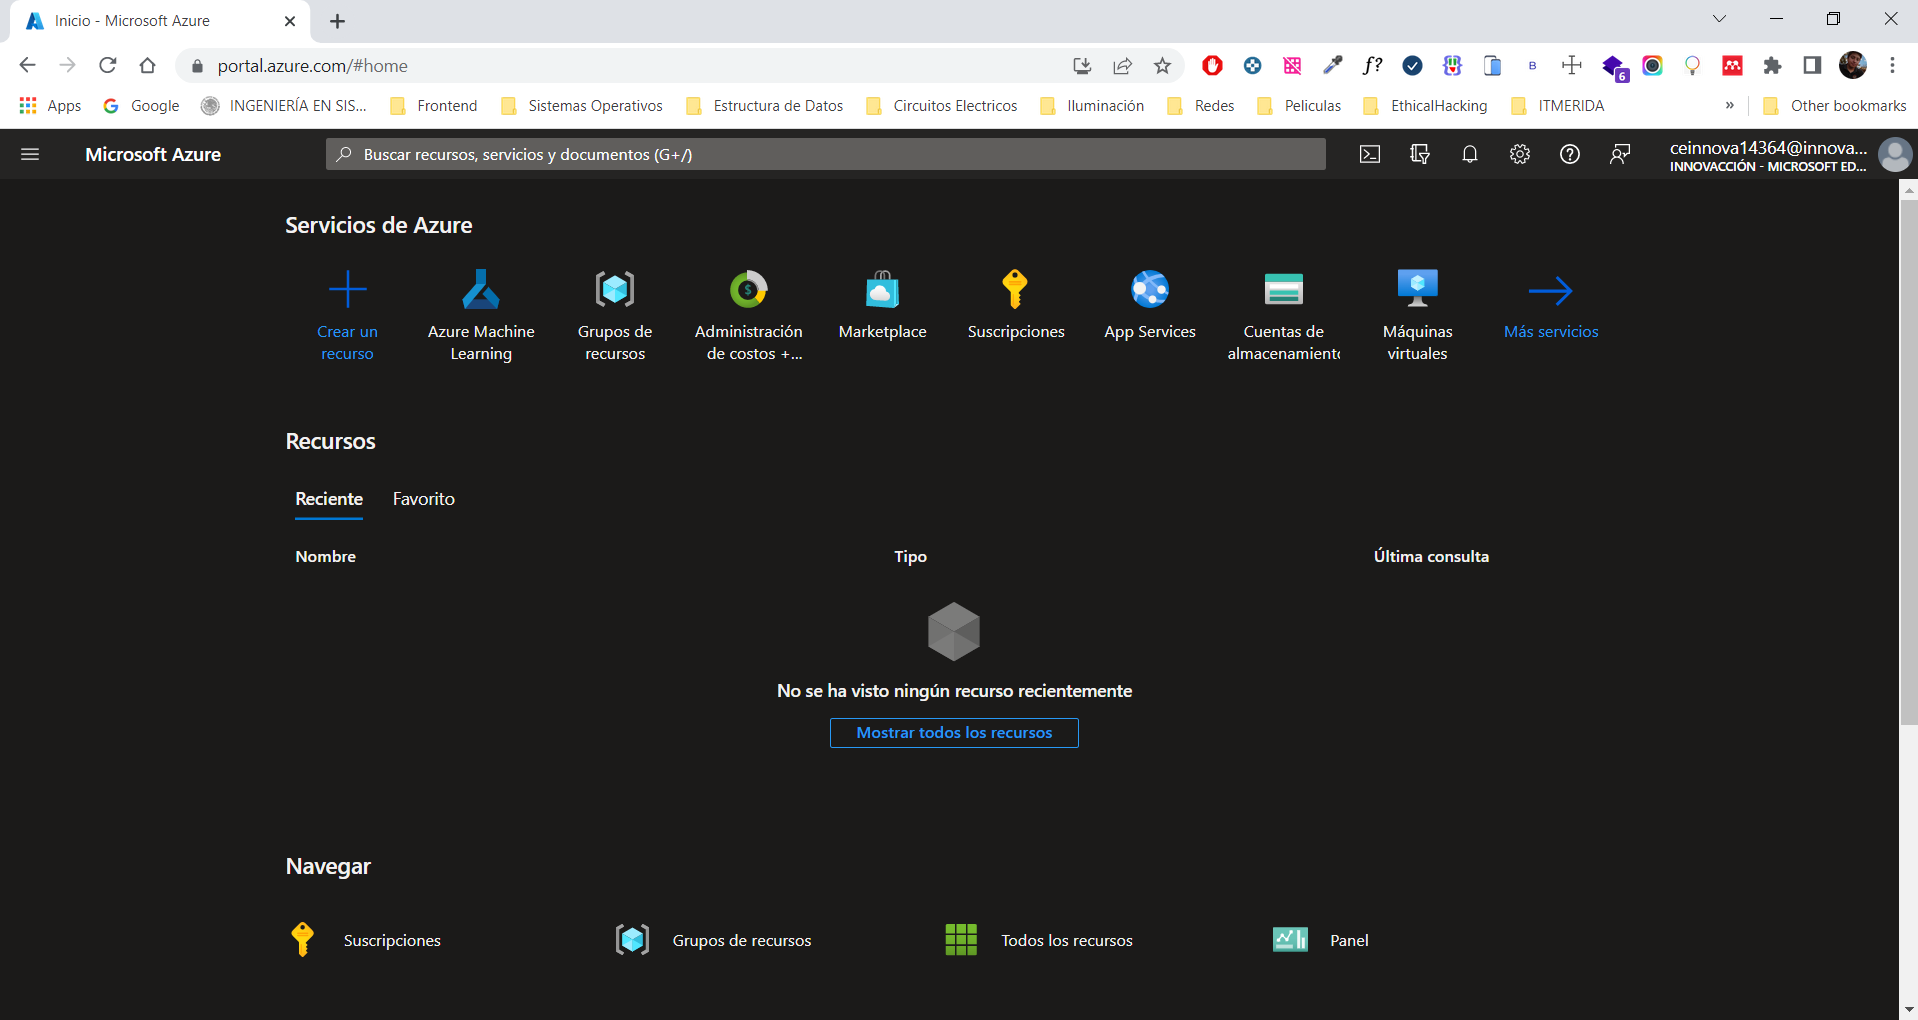 Inicio - Microsoft Azure
portal.azure.com/#home
f?
B
6
Apps
Google
INGENIERÍA EN SIS...
Frontend
Sistemas Operativos
Estructura de Datos
Circuitos Electricos
Iluminación
Redes
Peliculas
EthicalHacking
ITMERIDA
»
Other bookmarks
Microsoft Azure
Buscar recursos, servicios y documentos (G+/)
ceinnova14364@innova...
INNOVACCIÓN - MICROSOFT ED...
Servicios de Azure
Crear un
recurso
Azure Machine
Learning
Grupos de
recursos
Administración
de costos +...
Marketplace
Suscripciones
App Services
Cuentas de
almacenamiento
Máquinas
virtuales
Más servicios
Recursos
Reciente
Favorito
Nombre
Tipo
Última consulta
No se ha visto ningún recurso recientemente
Mostrar todos los recursos
Navegar
Suscripciones
Grupos de recursos
Todos los recursos
Panel